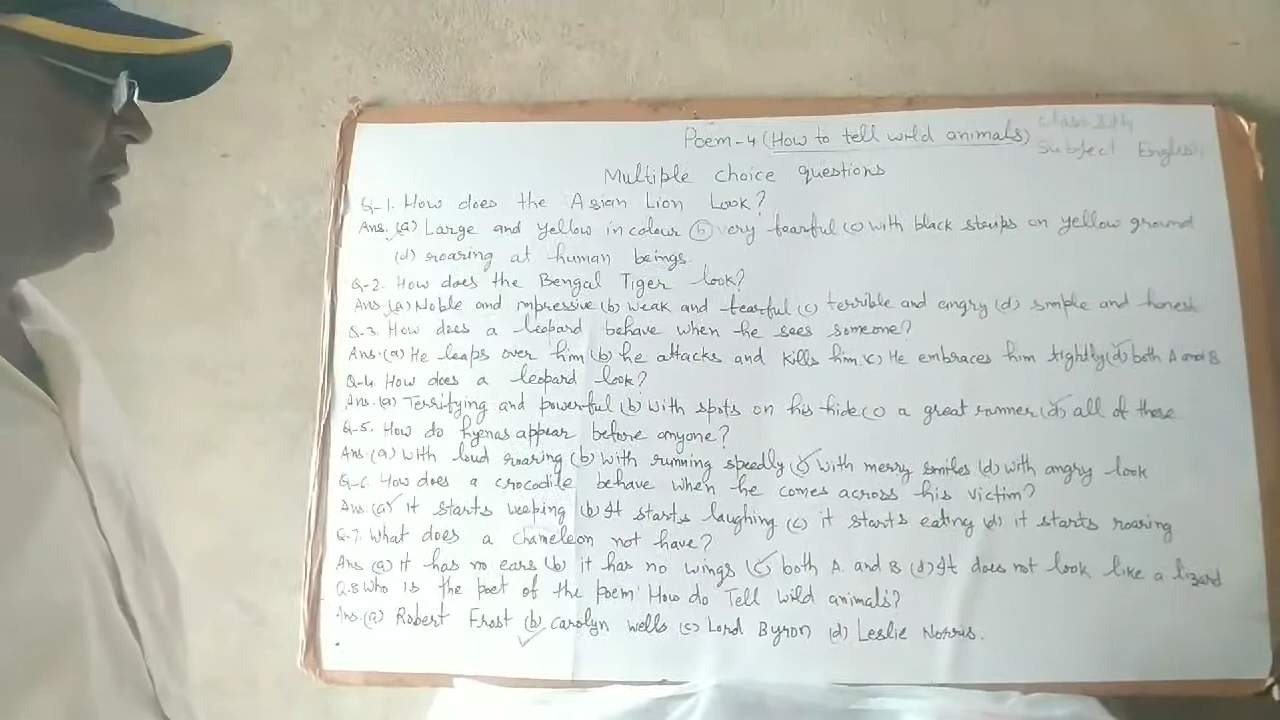 Poem-4 (How to tell wild animals)
Class 10th
Subject English
Multiple choice questions
Q-1. How does the Asian Lion Look?
Ans. (a) Large and yellow in colour (b) very fearful (c) with black strips on yellow ground
(d) roaring at human beings.
Q-2. How does the Bengal Tiger look?
Ans. (a) Noble and mpressive (b) weak and fearful (c) terrible and angry (d) smple and honest
Q-3. How does a leopard behave when he sees someone?
Ans. (a) He leaps over him (b) he attacks and kills him. (c) He embraces him tightly (d) both A and B
Q-4. How does a leopard look?
Ans. (a) Terrifying and powerful (b) with spots on his hide (c) a great runner (d) all of these
Q-5. How do hyenas appear before anyone?
Ans. (a) with loud roaring (b) with running speedly (c) with merry smiles (d) with angry look
Q-6. How does a crocodile behave when he comes across his victim?
Ans (a) it starts weeping (b) It starts laughing (c) it starts eating (d) it starts roaring
Q-7. What does a chameleon not have?
Ans (a) It has no ears (b) it has no wings (c) both A. and B (d) It does not look like a lizard
Q.8 Who is the poet of the poem 'How do Tell wild animals'?
Ans. (a) Robert Frost (b) Carolyn wells (c) Lord Byron (d) Leslie Norris.